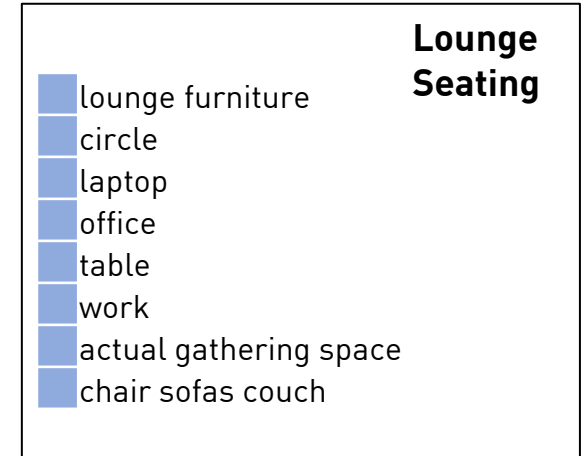 Lounge
Seating
lounge furniture
circle
laptop
office
table
work
actual gathering space
chair sofas couch